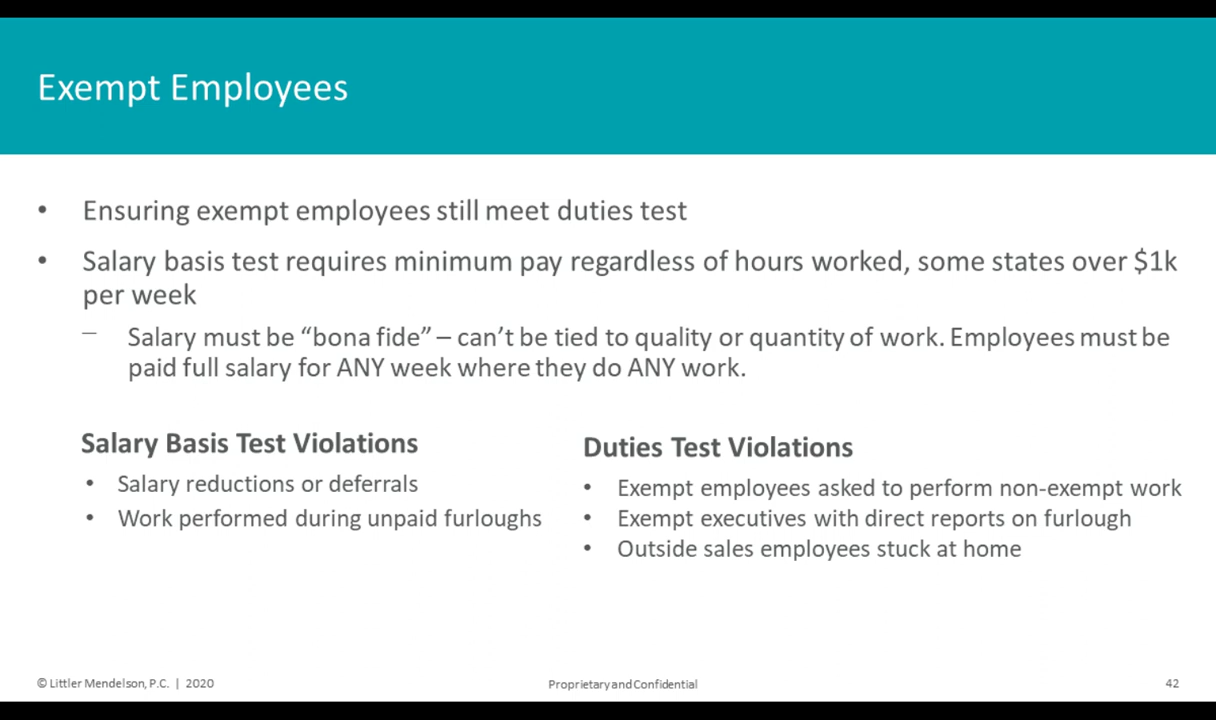 Exempt Employees
• Ensuring exempt employees still meet duties test
• Salary basis test requires minimum pay regardless of hours worked, some states over $1k
per week
– Salary must be “bona fide” – can’t be tied to quality or quantity of work. Employees must be
paid full salary for ANY week where they do ANY work.
Salary Basis Test Violations
• Salary reductions or deferrals
• Work performed during unpaid furloughs
Duties Test Violations
• Exempt employees asked to perform non-exempt work
• Exempt executives with direct reports on furlough
• Outside sales employees stuck at home
© Littler Mendelson, P.C. | 2020
Proprietary and Confidential
42